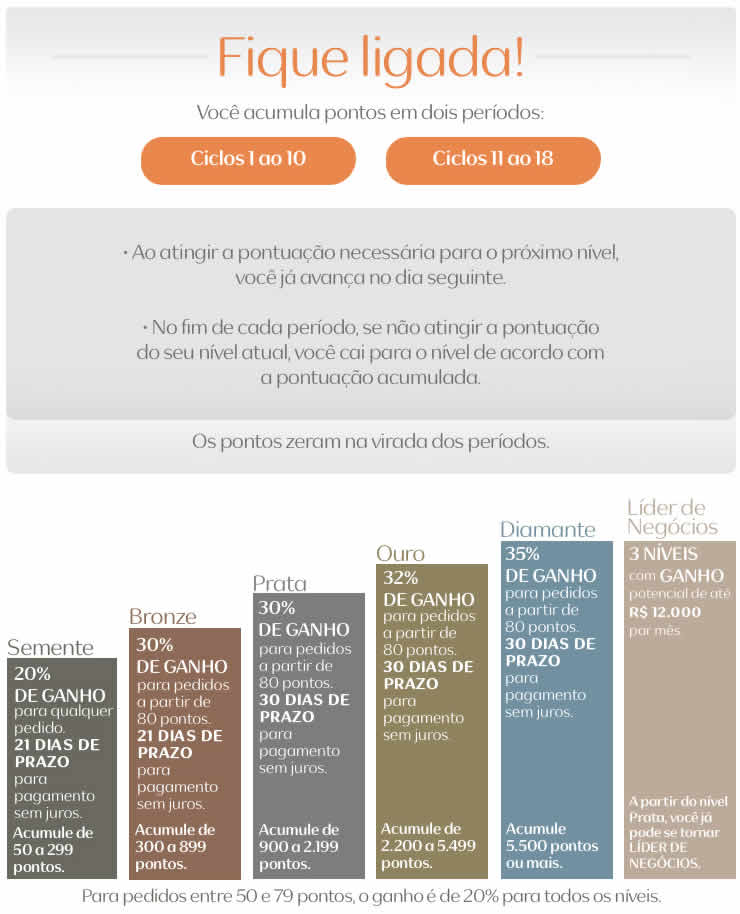 Fique ligada!
Você acumula pontos em dois períodos:
Ciclos 1 ao 10
Ciclos 11 ao 18
• Ao atingir a pontuação necessária para o próximo nível,
você já avança no dia seguinte.
• No fim de cada período, se não atingir a pontuação
do seu nível atual, você cai para o nível de acordo com
a pontuação acumulada.
Os pontos zeram na virada dos períodos.
Semente
20%
DE GANHO
para qualquer
pedido.
21 DIAS DE
PRAZO
para
pagamento
sem juros.
Acumule de
50 a 299
pontos.
Bronze
30%
DE GANHO
para pedidos
a partir de
80 pontos.
21 DIAS DE
PRAZO
para
pagamento
sem juros.
Acumule de
300 a 899
pontos.
Prata
30%
DE GANHO
para pedidos
a partir de
80 pontos.
30 DIAS DE
PRAZO
para
pagamento
sem juros.
Acumule de
900 a 2.199
pontos.
Ouro
32%
DE GANHO
para pedidos
a partir de
80 pontos.
30 DIAS DE
PRAZO
para
pagamento
sem juros.
Acumule de
2.200 a 5.499
pontos.
Diamante
35%
DE GANHO
para pedidos
a partir de
80 pontos.
30 DIAS DE
PRAZO
para
pagamento
sem juros.
Acumule
5.500 pontos
ou mais.
Líder de
Negócios
3 NÍVEIS
com GANHO
potencial de até
R$ 12.000
por mês
A partir do nível
Prata, você já
pode se tornar
LÍDER DE
NEGÓCIOS.
Para pedidos entre 50 e 79 pontos, o ganho é de 20% para todos os níveis.